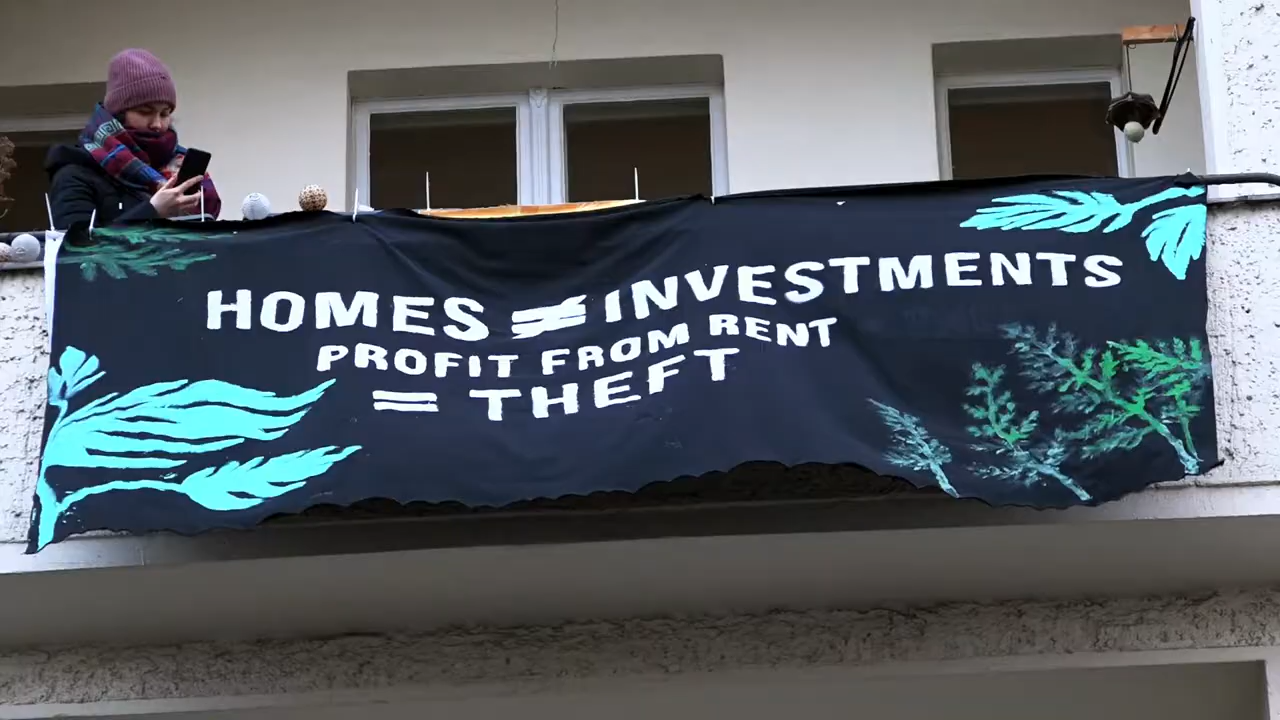 HOMES ≠ INVESTMENTS
PROFIT FROM RENT
= THEFT